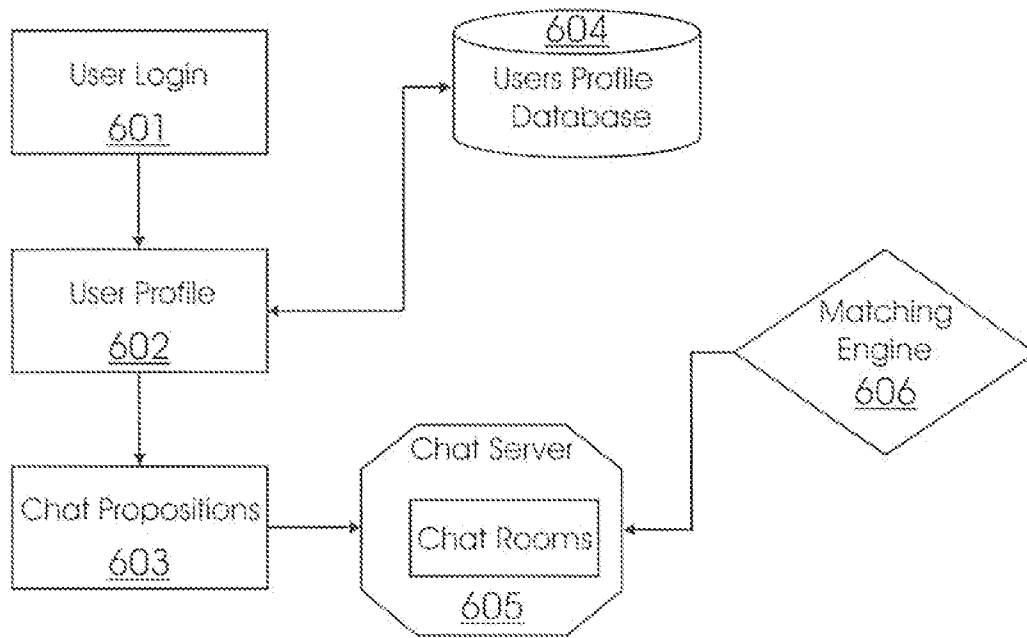 User Login
601
604
Users Profile
Database
User Profile
602
Matching
Engine
606
Chat Propositions
603
Chat Server
Chat Rooms
605